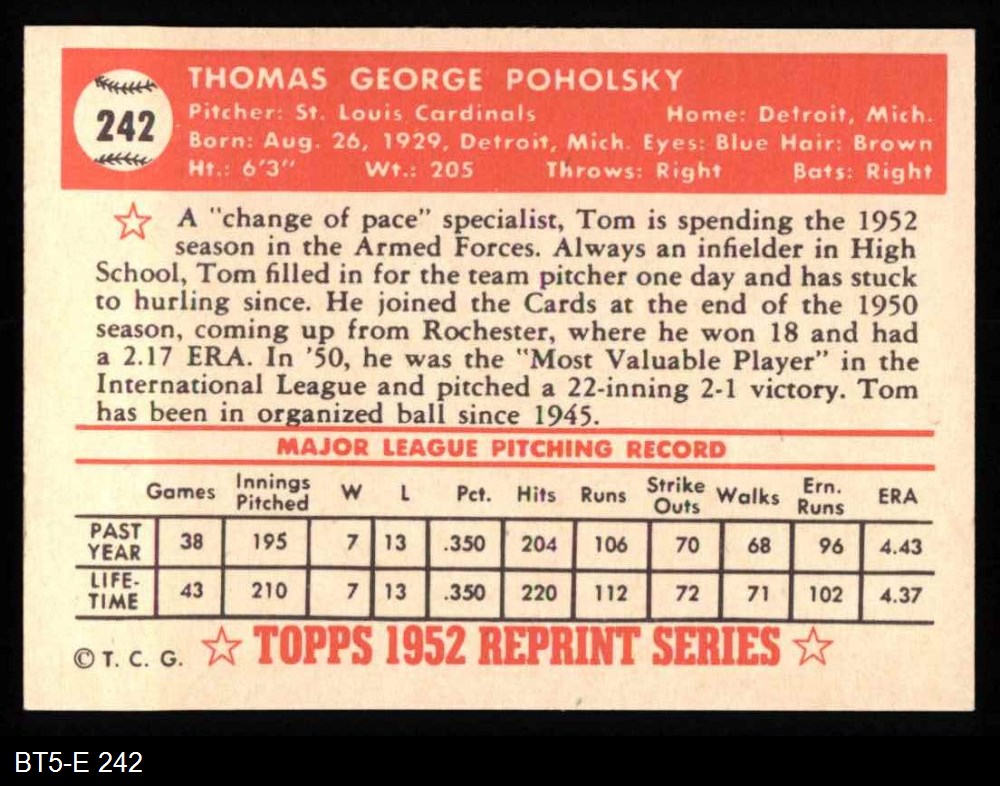 242
THOMAS GEORGE POHOLSKY
Pitcher: St. Louis Cardinals Home: Detroit, Mich.
Born: Aug. 26, 1929, Detroit, Mich. Eyes: Blue Hair: Brown
Ht.: 6'3" Wt.: 205 Throws: Right Bats: Right
A "change of pace" specialist, Tom is spending the 1952
season in the Armed Forces. Always an infielder in High
School, Tom filled in for the team pitcher one day and has stuck
to hurling since. He joined the Cards at the end of the 1950
season, coming up from Rochester, where he won 18 and had
a 2.17 ERA. In '50, he was the "Most Valuable Player" in the
International League and pitched a 22-inning 2-1 victory. Tom
has been in organized ball since 1945.
MAJOR LEAGUE PITCHING RECORD
Games Innings Pitched W L Pct. Hits Runs Strike Outs Walks Ern. Runs ERA
PAST YEAR 38 195 7 13 .350 204 106 70 68 96 4.43
LIFE-TIME 43 210 7 13 .350 220 112 72 71 102 4.37
© T. C. G. TOPPS 1952 REPRINT SERIES
BT5-E 242